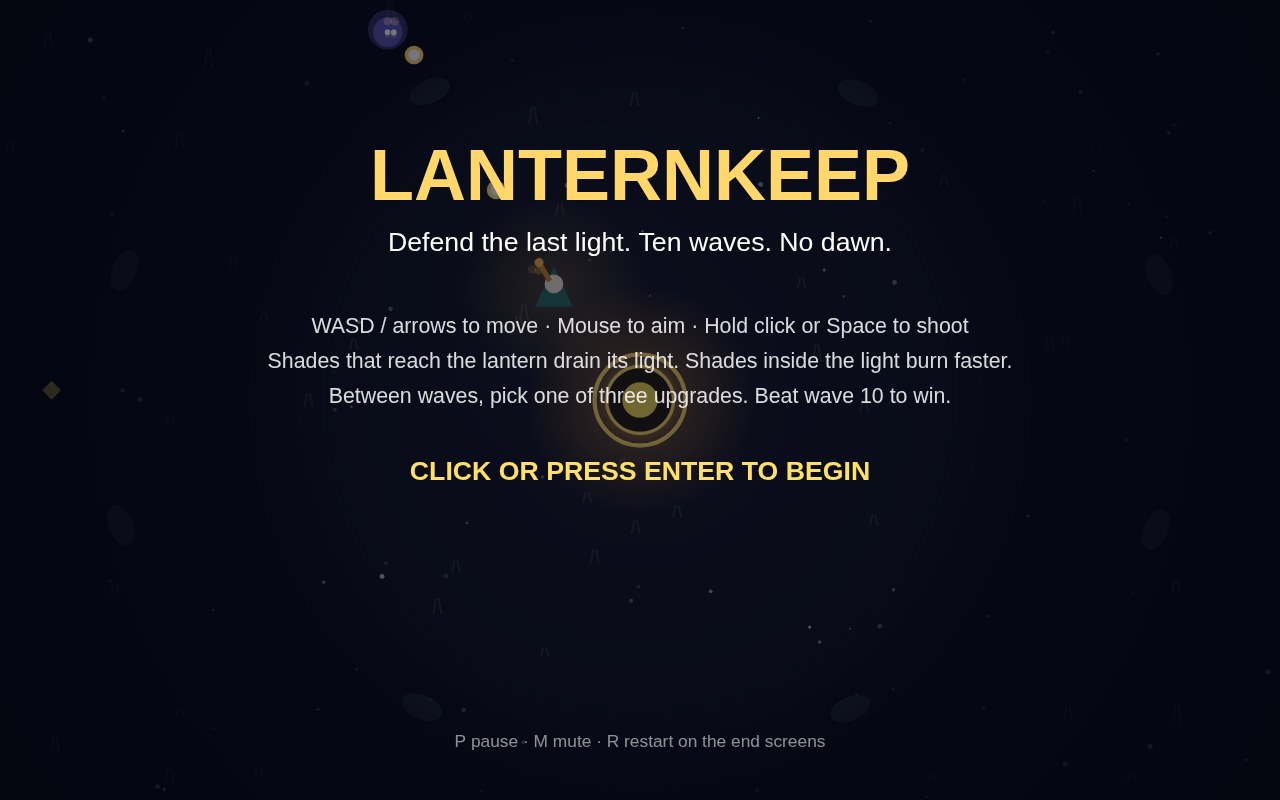 LANTERNKEEP
Defend the last light. Ten waves. No dawn.
WASD / arrows to move · Mouse to aim · Hold click or Space to shoot
Shades that reach the lantern drain its light. Shades inside the light burn faster.
Between waves, pick one of three upgrades. Beat wave 10 to win.
CLICK OR PRESS ENTER TO BEGIN
P pause · M mute · R restart on the end screens